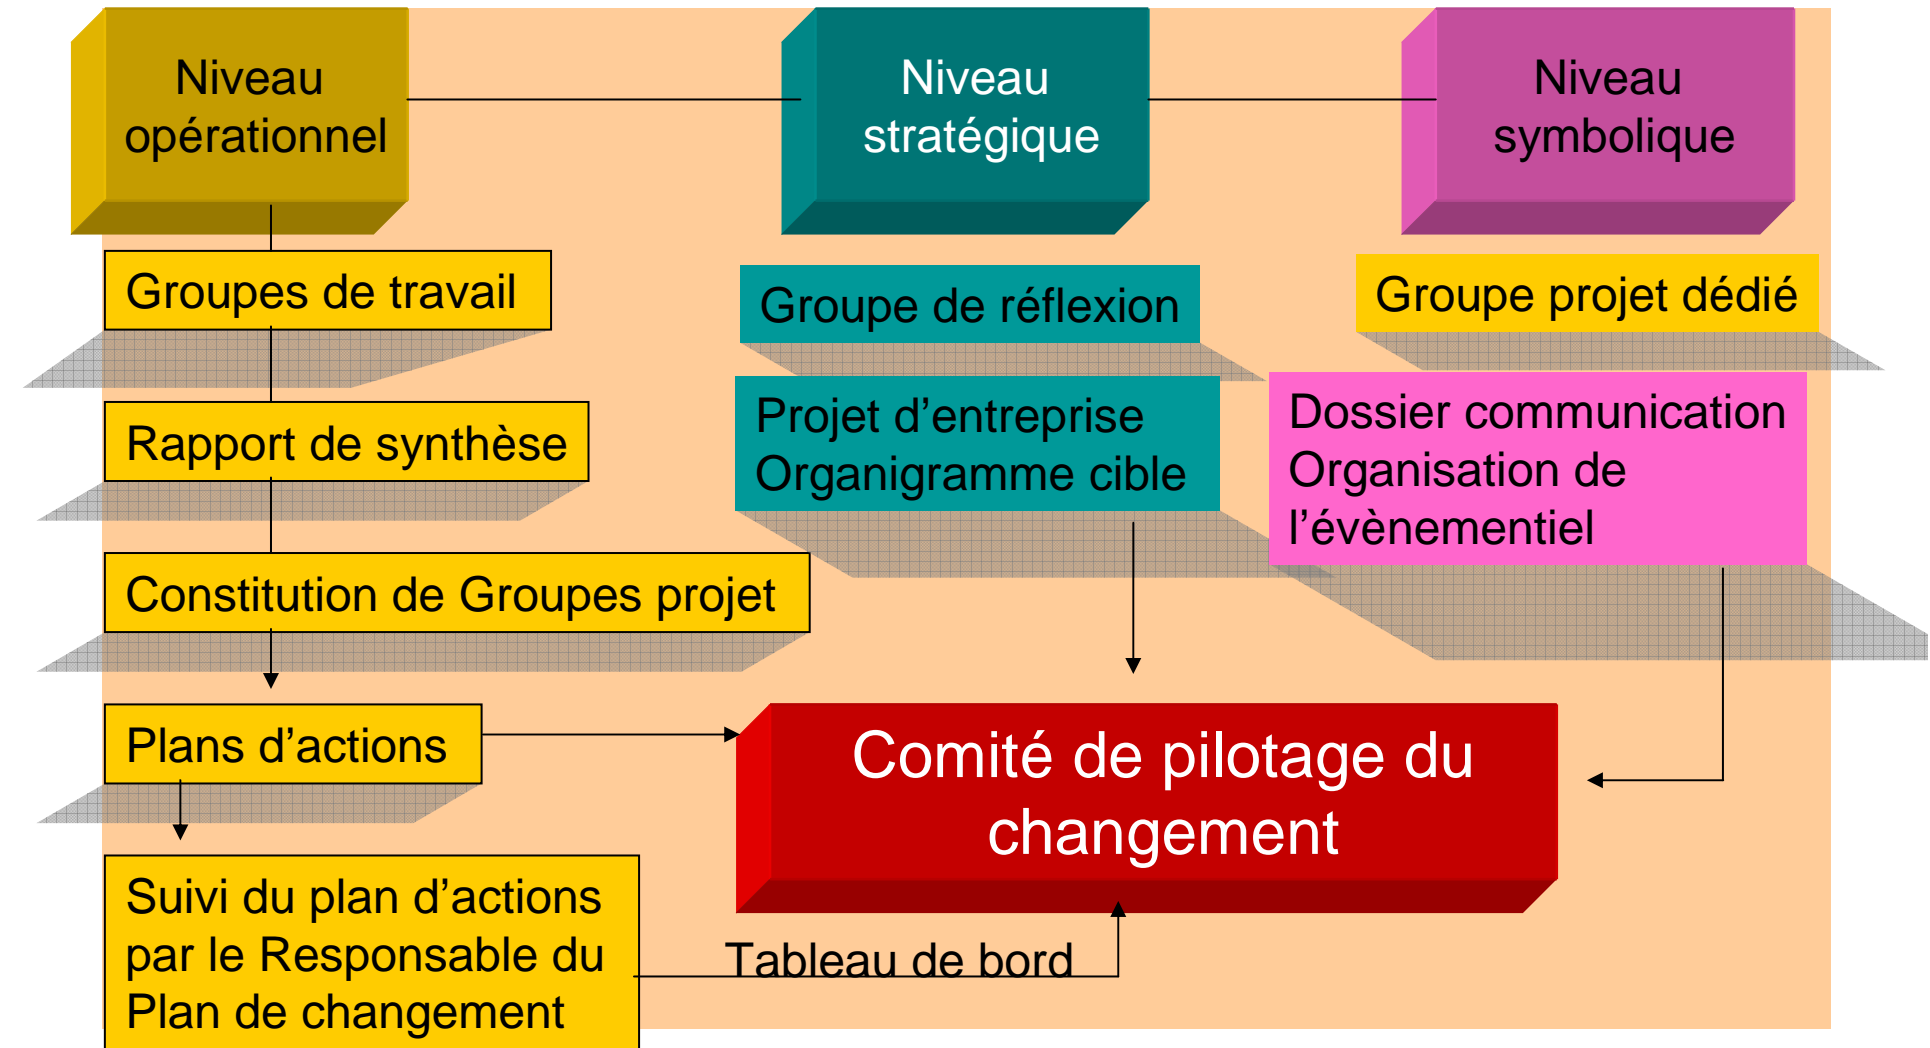 Niveau
opérationnel
Niveau
stratégique
Niveau
symbolique
Groupes de travail
Rapport de synthèse
Constitution de Groupes projet
Plans d’actions
Suivi du plan d’actions
par le Responsable du
Plan de changement
Groupe de réflexion
Projet d’entreprise
Organigramme cible
Groupe projet dédié
Dossier communication
Organisation de
l’évènementiel
Comité de pilotage du
changement
Tableau de bord